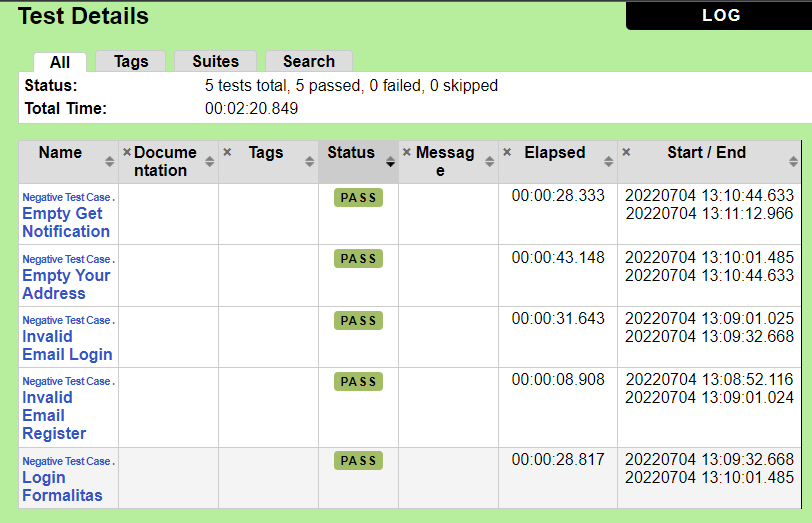 Test Details
LOG
All Tags Suites Search
Status: 5 tests total, 5 passed, 0 failed, 0 skipped
Total Time: 00:02:20.849
Name × Docume × Tags Status × Messag × Elapsed × Start / End
ntation e
Negative Test Case . PASS 00:00:28.333 20220704 13:10:44.633
Empty Get 20220704 13:11:12.966
Notification
Negative Test Case . PASS 00:00:43.148 20220704 13:10:01.485
Empty Your 20220704 13:10:44.633
Address
Negative Test Case . PASS 00:00:31.643 20220704 13:09:01.025
Invalid 20220704 13:09:32.668
Email Login
Negative Test Case . PASS 00:00:08.908 20220704 13:08:52.116
Invalid 20220704 13:09:01.024
Email
Register
Negative Test Case . PASS 00:00:28.817 20220704 13:09:32.668
Login 20220704 13:10:01.485
Formalitas